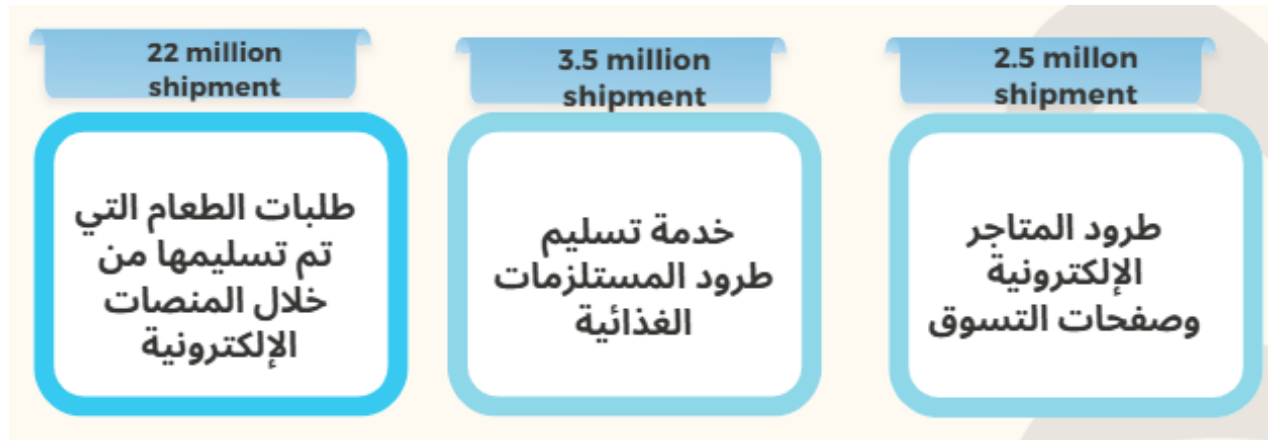 22 million
shipment
طلبات الطعام التي
تم تسليمها من
خلال المنصات
الإلكترونية
3.5 million
shipment
خدمة تسليم
طرود المستلزمات
الغذائية
2.5 millon
shipment
طرود المتاجر
الإلكترونية
وصفحات التسوق